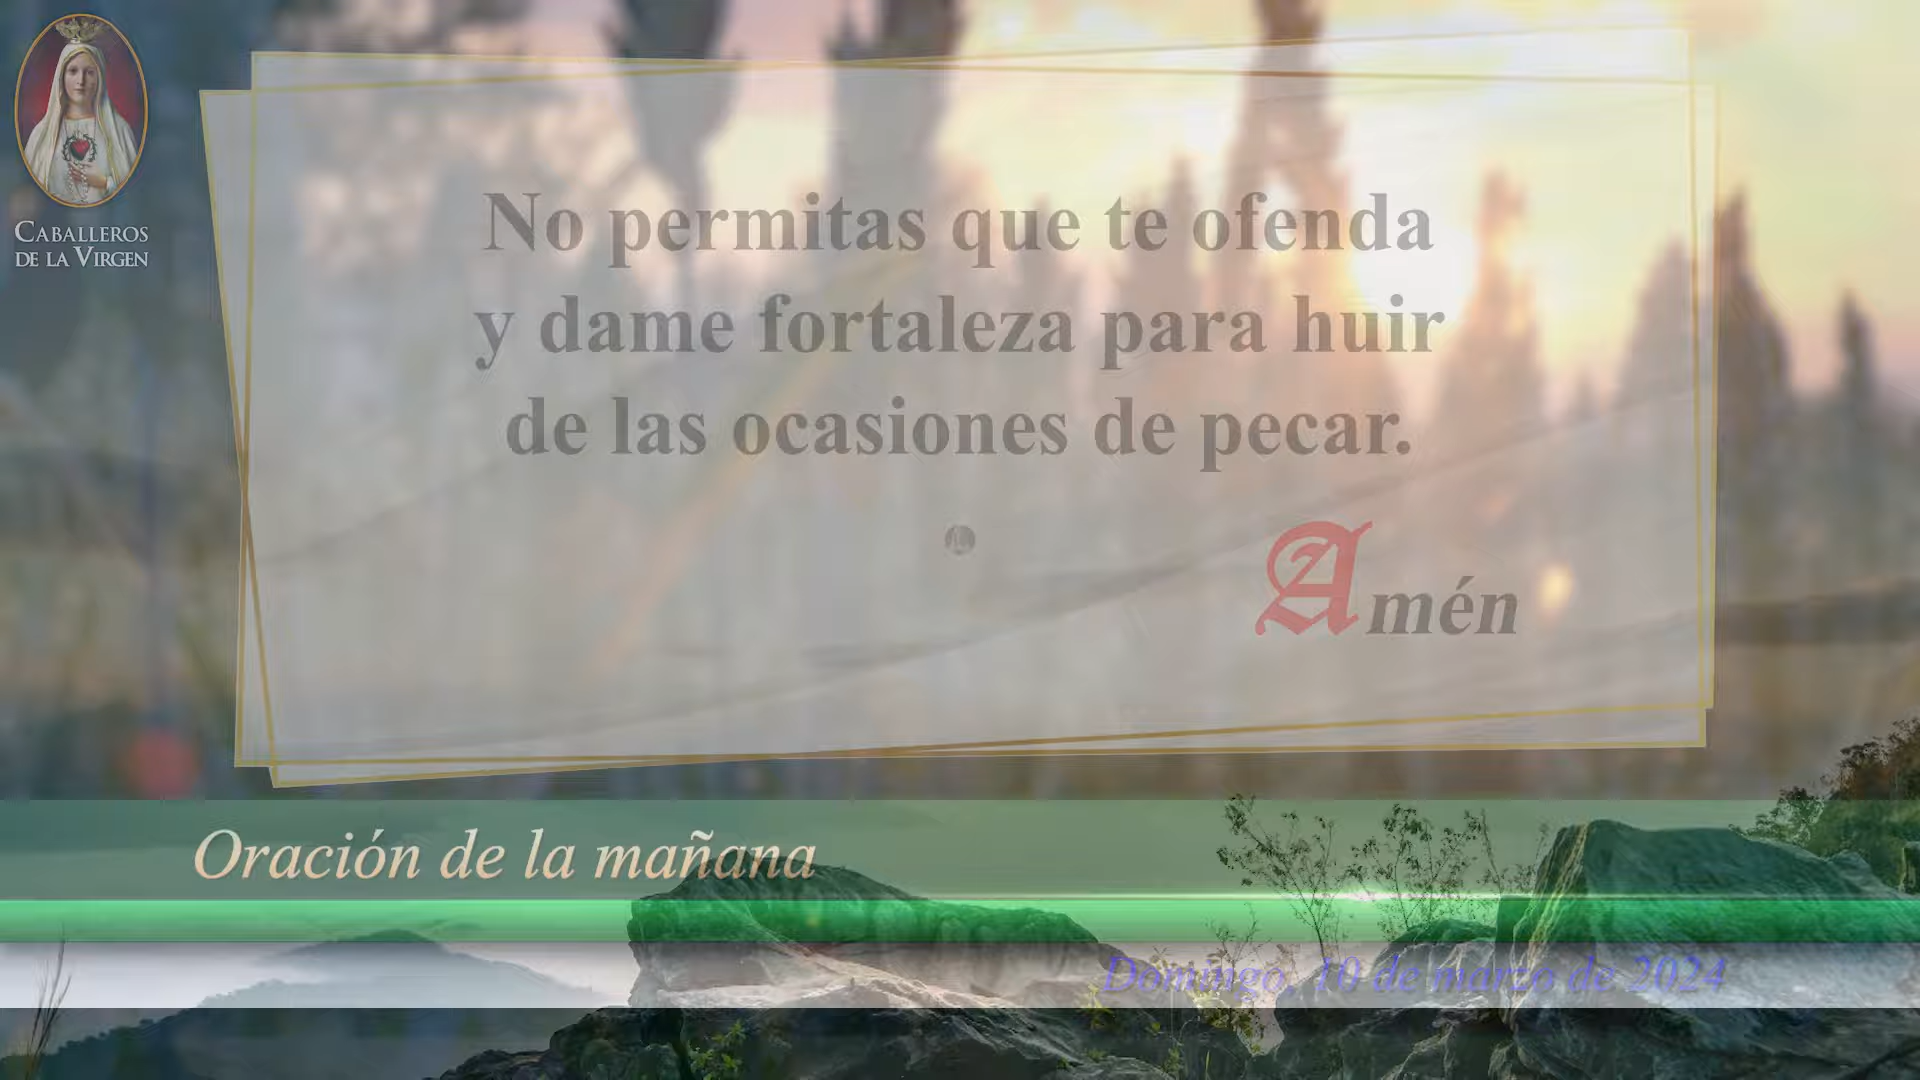 CABALLEROS
DE LA VIRGEN
No permitas que te ofenda
y dame fortaleza para huir
de las ocasiones de pecar.
Amén
Oración de la mañana
Domingo, 10 de marzo de 2024